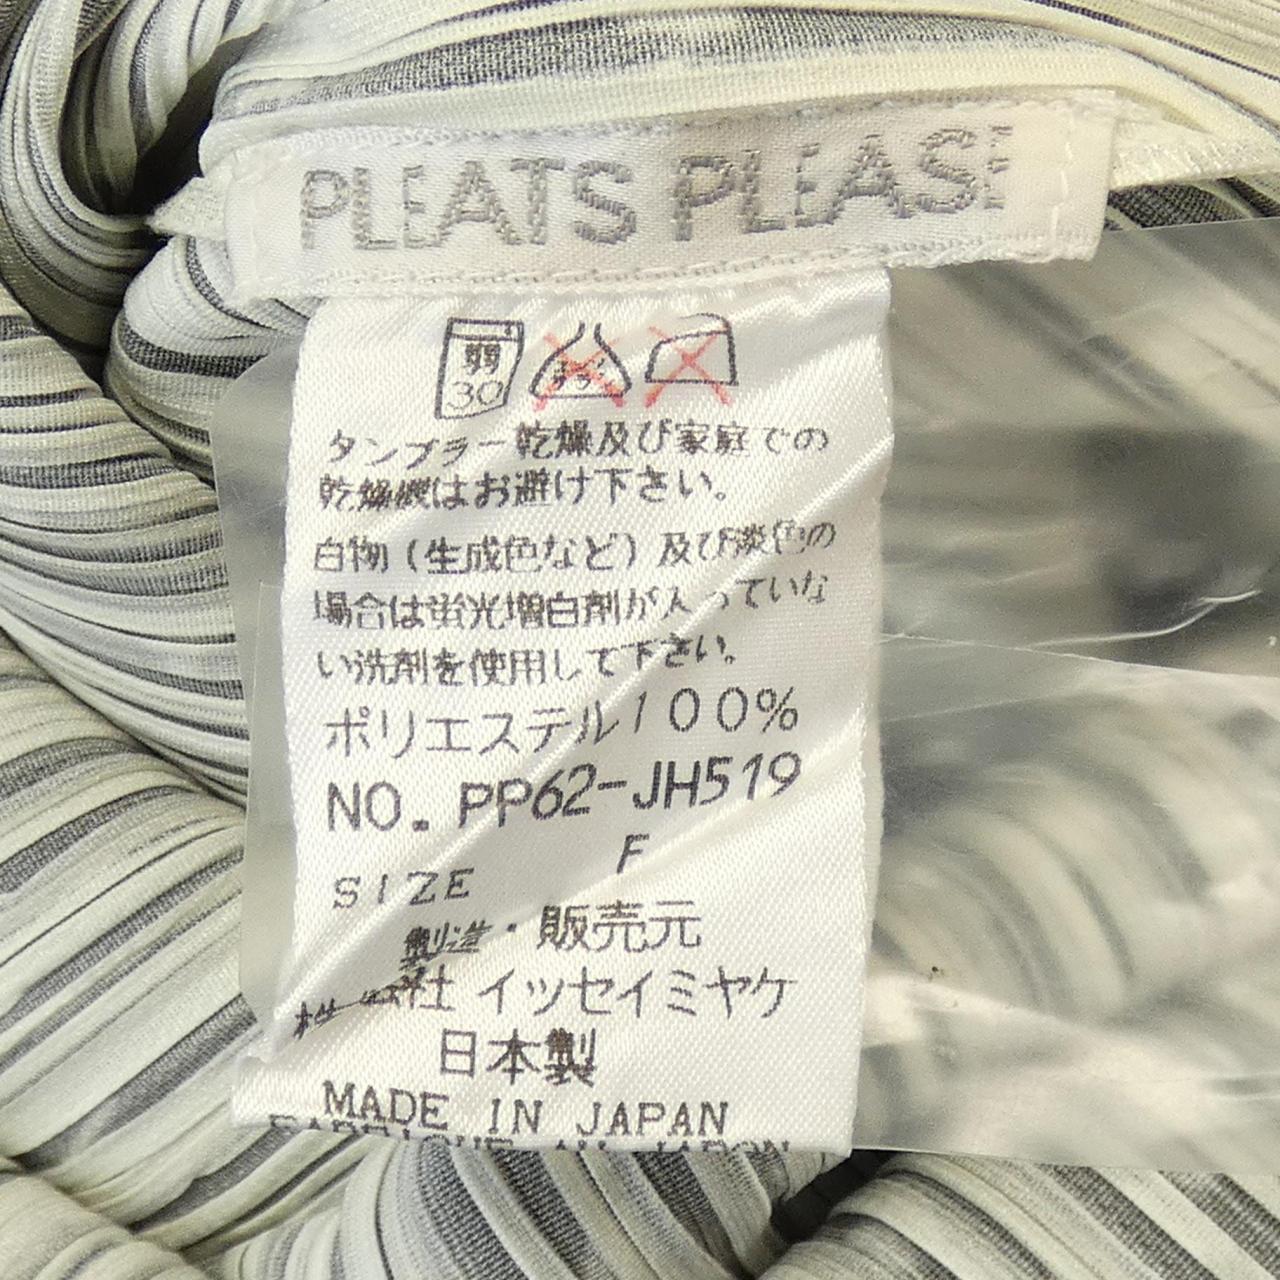 PLEATS PLEASE
弱
30
タンブラー乾燥及び家庭での
乾燥機はお避け下さい。
白物（生成色など）及び淡色の
場合は蛍光増白剤が入っていな
い洗剤を使用して下さい。
ポリエステル100%
NO. PP62-JH519
F
SIZE
製造・販売元
社 イッセイミヤケ
日本製
MADE IN JAPAN
FABRIQUE AU JAPON